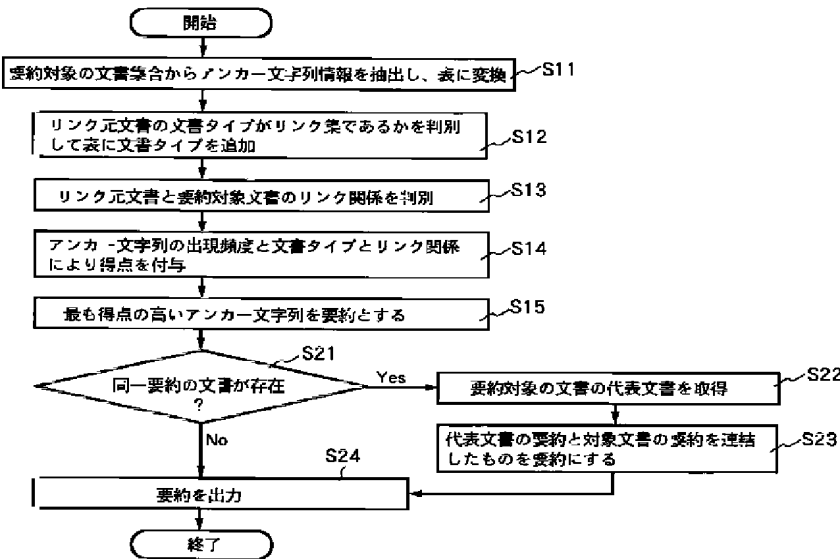 開始
要約対象の文書集合からアンカー文字列情報を抽出し、表に変換
S11
リンク元文書の文書タイプがリンク集であるかを判別
して表に文書タイプを追加
S12
リンク元文書と要約対象文書のリンク関係を判別
S13
アンカー文字列の出現頻度と文書タイプとリンク関係
により得点を付与
S14
最も得点の高いアンカー文字列を要約とする
S15
S21
同一要約の文書が存在
?
Yes
要約対象の文書の代表文書を取得
S22
代表文書の要約と対象文書の要約を連結
したものを要約にする
S23
No
S24
要約を出力
終了